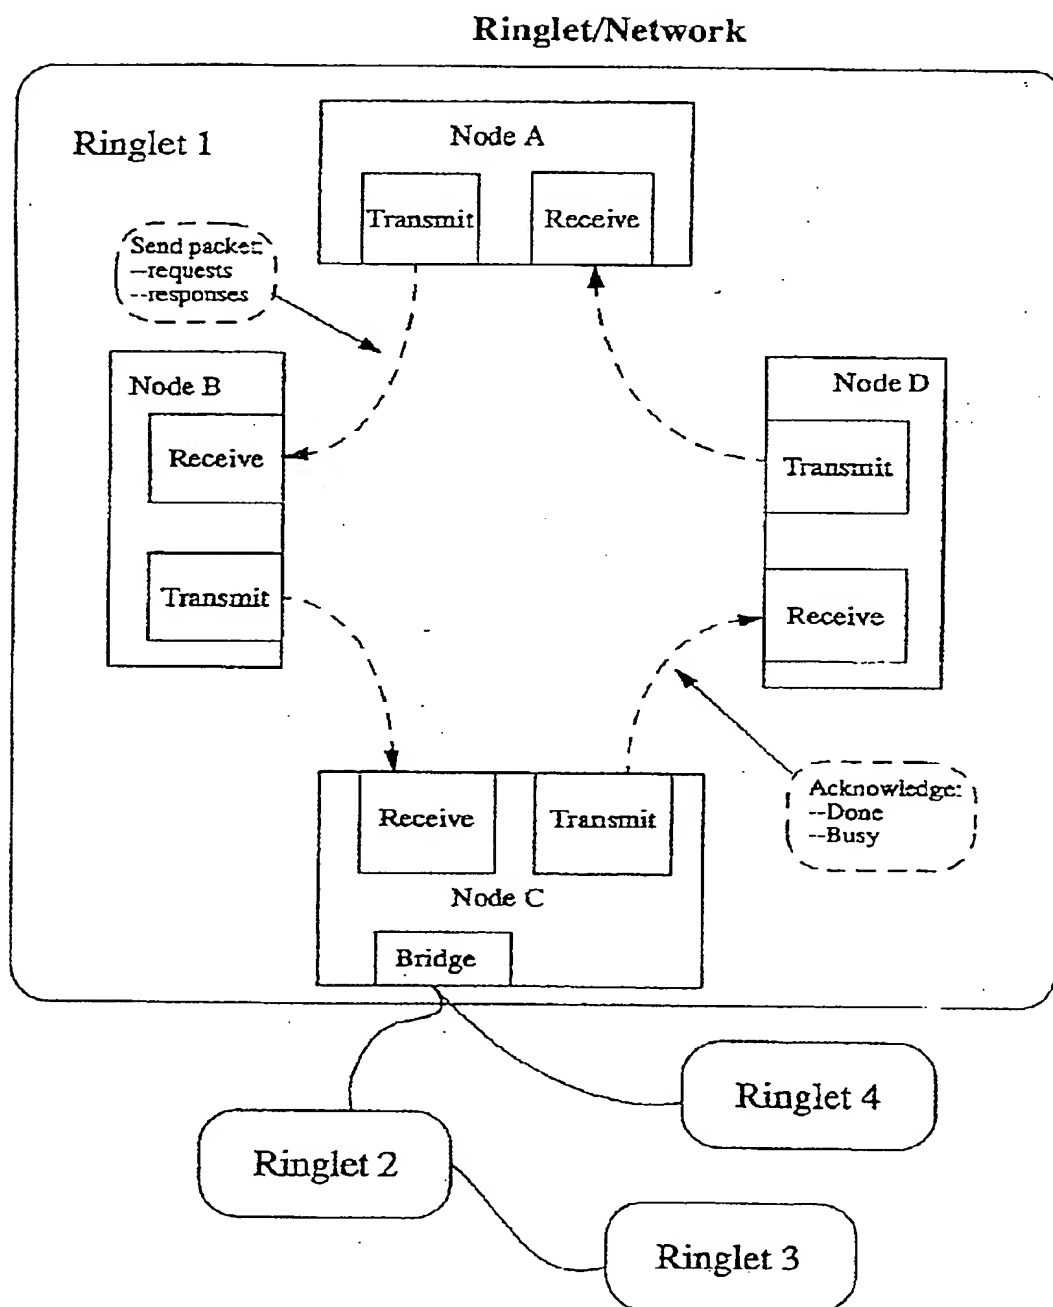 Ringlet/Network
Ringlet 1
Node A
Transmit
Receive
Send packet:
--requests
--responses
Node B
Receive
Transmit
Node D
Transmit
Receive
Receive
Transmit
Node C
Bridge
Acknowledge:
--Done
--Busy
Ringlet 4
Ringlet 2
Ringlet 3